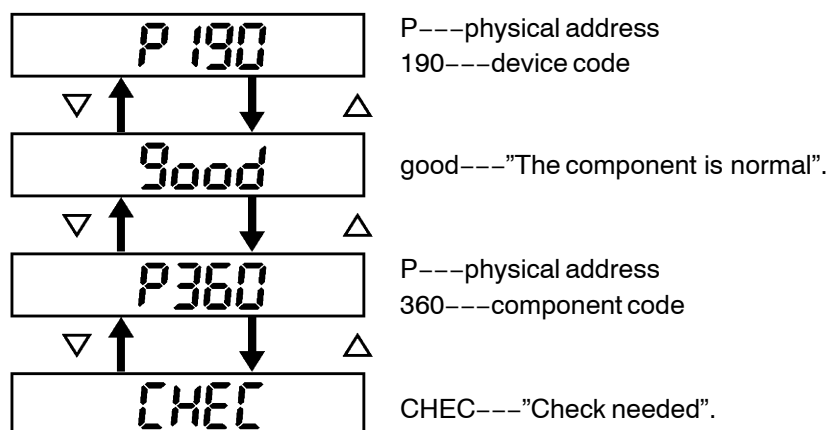 P190
P−−−physical address
190−−−device code
good
good−−−”The component is normal”.
P360
P−−−physical address
360−−−component code
CHEC
CHEC−−−”Check needed”.